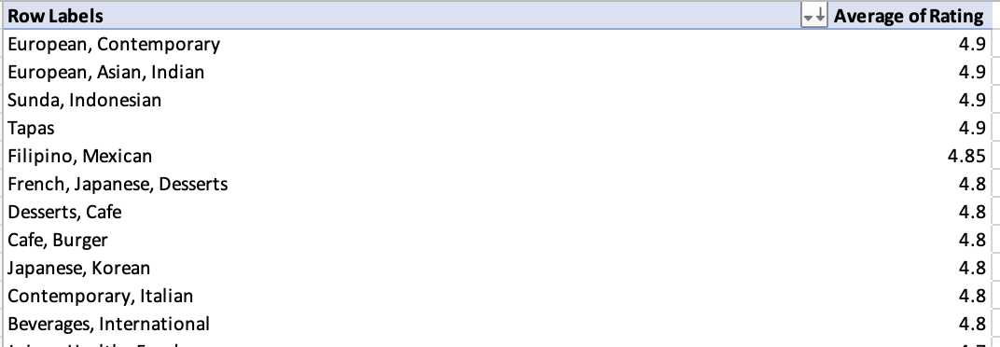 Row Labels Average of Rating
European, Contemporary 4.9
European, Asian, Indian 4.9
Sunda, Indonesian 4.9
Tapas 4.9
Filipino, Mexican 4.85
French, Japanese, Desserts 4.8
Desserts, Cafe 4.8
Cafe, Burger 4.8
Japanese, Korean 4.8
Contemporary, Italian 4.8
Beverages, International 4.8